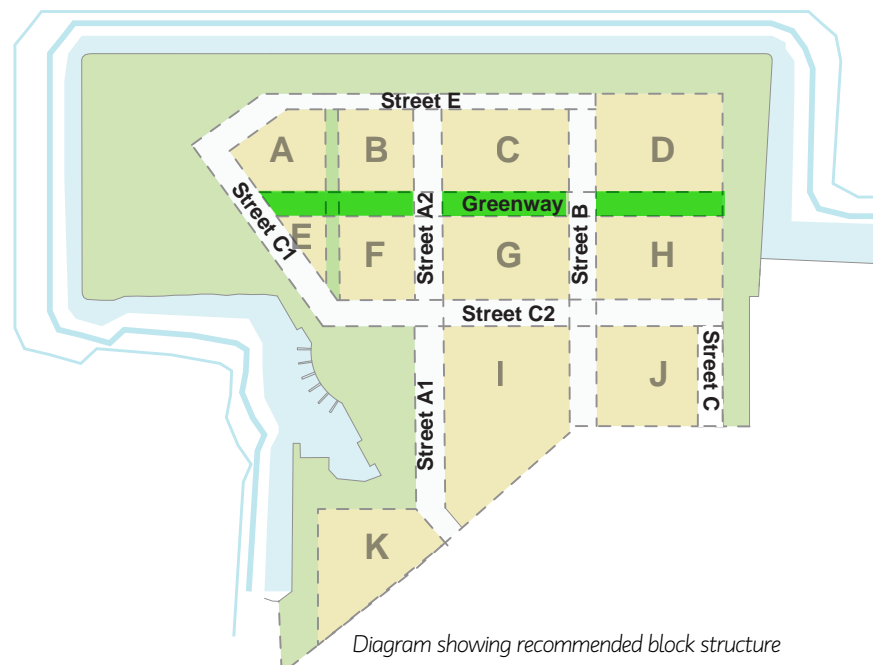 Street E
A
B
C
D
Street C1
Street A2
Greenway
Street B
E
F
G
H
Street C2
I
J
Street C
Street A1
K
Diagram showing recommended block structure